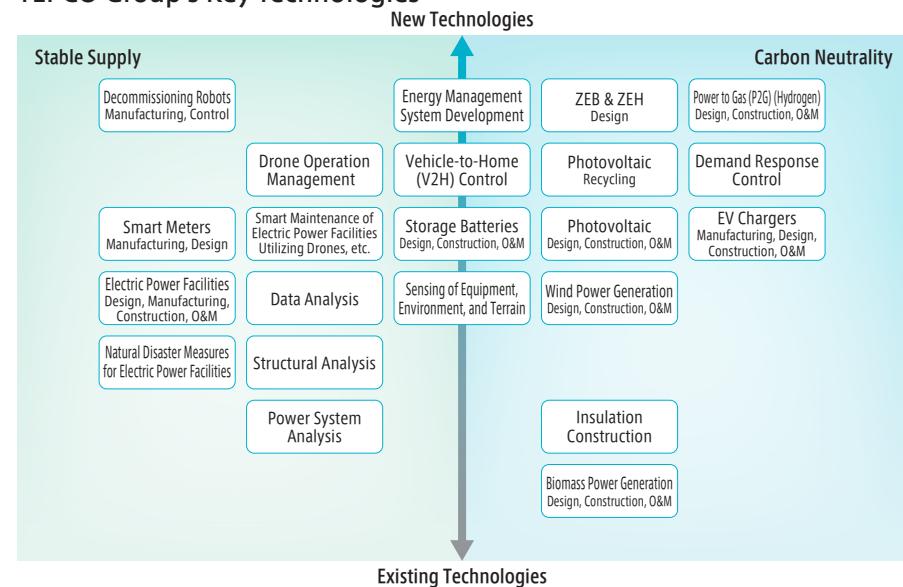 TEPCO Group's Key Technologies
New Technologies
Stable Supply
Carbon Neutrality
Decommissioning Robots
Manufacturing, Control
Energy Management
System Development
ZEB & ZEH
Design
Power to Gas (P2G) (Hydrogen)
Design, Construction, O&M
Drone Operation
Management
Vehicle-to-Home
(V2H) Control
Photovoltaic
Recycling
Demand Response
Control
Smart Meters
Manufacturing, Design
Smart Maintenance of
Electric Power Facilities
Utilizing Drones, etc.
Storage Batteries
Design, Construction, O&M
Photovoltaic
Design, Construction, O&M
EV Chargers
Manufacturing, Design,
Construction, O&M
Electric Power Facilities
Design, Manufacturing,
Construction, O&M
Data Analysis
Sensing of Equipment,
Environment, and Terrain
Wind Power Generation
Design, Construction, O&M
Natural Disaster Measures
for Electric Power Facilities
Structural Analysis
Power System
Analysis
Insulation
Construction
Biomass Power Generation
Design, Construction, O&M
Existing Technologies